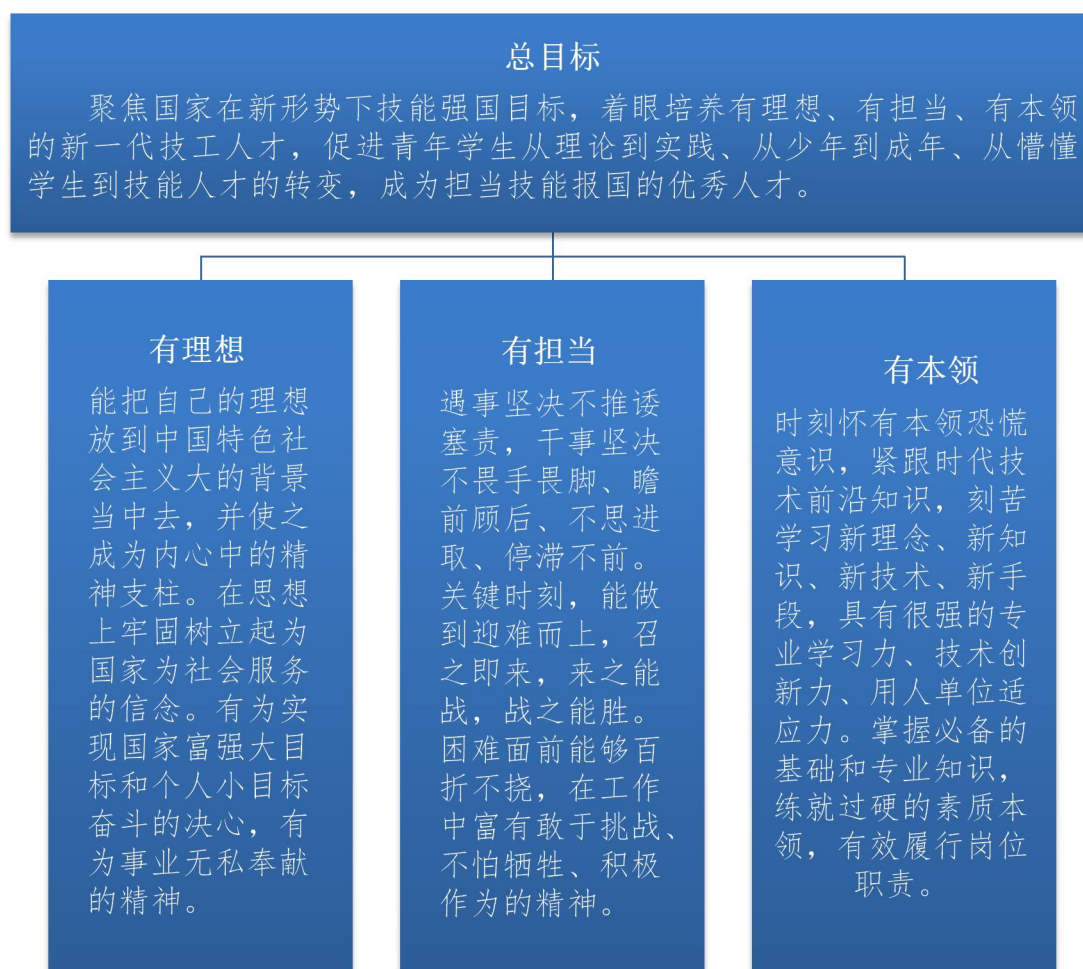 总目标
聚焦国家在新形势下技能强国目标，着眼培养有理想、有担当、有本领
的新一代技工人才，促进青年学生从理论到实践、从少年到成年、从懵懂
学生到技能人才的转变，成为担当技能报国的优秀人才。
有理想
能把自己的理想
放到中国特色社
会主义大的背景
当中去，并使之
成为内心中的精
神支柱。在思想
上牢固树立起为
国家为社会服务
的信念。有为实
现国家富强大目
标和个人小目标
奋斗的决心，有
为事业无私奉献
的精神。
有担当
遇事坚决不推诿
塞责，干事坚决
不畏手畏脚、瞻
前顾后、不思进
取、停滞不前。
关键时刻，能做
到迎难而上，召
之即来，来之能
战，战之能胜。
困难面前能够百
折不挠，在工作
中富有敢于挑战、
不怕牺牲、积极
作为的精神。
有本领
时刻怀有本领恐慌
意识，紧跟时代技
术前沿知识，刻苦
学习新理念、新知
识、新技术、新手
段，具有很强的专
业学习力、技术创
新力、用人单位适
应力。掌握必备的
基础和专业知识，
练就过硬的素质本
领，有效履行岗位
职责。